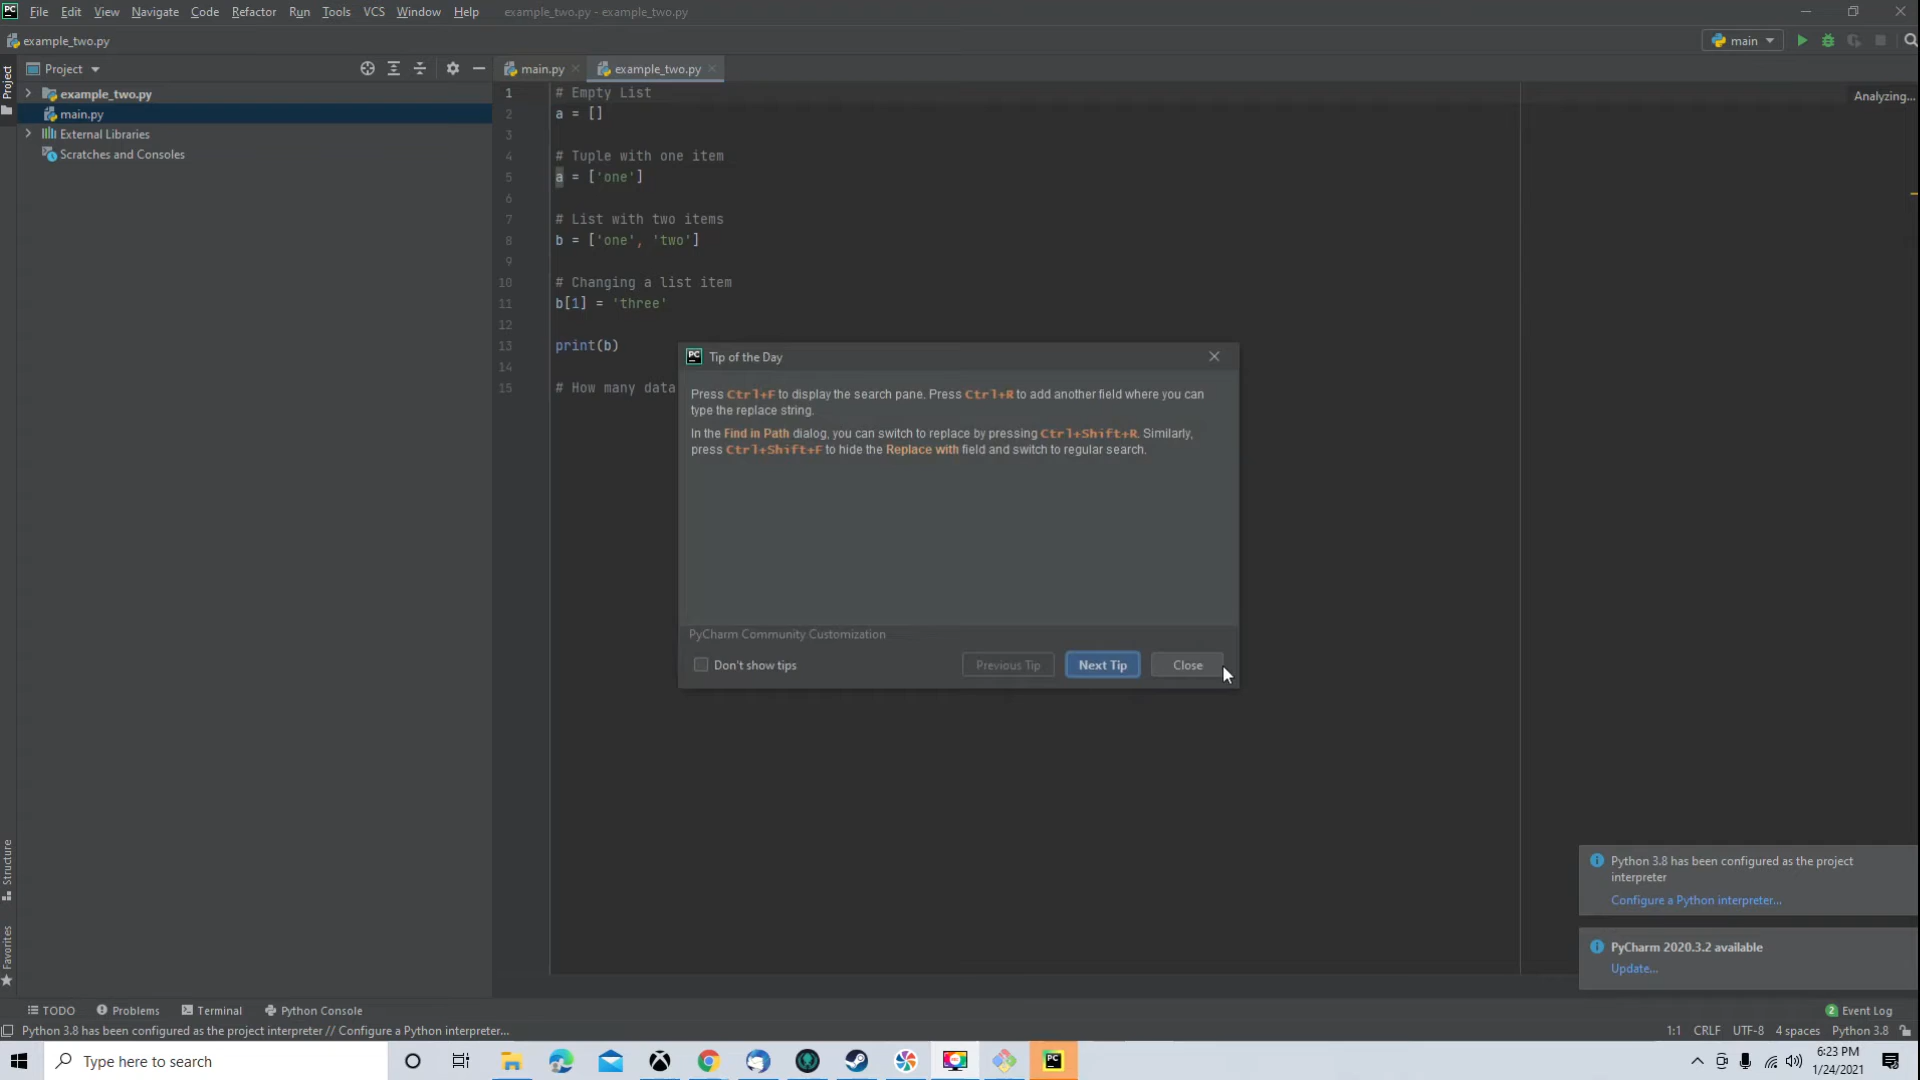 PC File Edit View Navigate Code Refactor Run Tools VCS Window Help example_two.py - example_two.py
example_two.py main
Project main.py example_two.py
Project
example_two.py
main.py
External Libraries
Scratches and Consoles
1 # Empty List
Analyzing...
2 a = []
3
4 # Tuple with one item
5 a = ['one']
6
7 # List with two items
8 b = ['one', 'two']
9
10 # Changing a list item
11 b[1] = 'three'
12
13 print(b)
14
15 # How many data
PC Tip of the Day
Press Ctrl+F to display the search pane. Press Ctrl+R to add another field where you can
type the replace string.
In the Find in Path dialog, you can switch to replace by pressing Ctrl+Shift+R. Similarly,
press Ctrl+Shift+F to hide the Replace with field and switch to regular search.
PyCharm Community Customization
Don't show tips Previous Tip Next Tip Close
Structure
Favorites
Python 3.8 has been configured as the project
interpreter
Configure a Python interpreter...
PyCharm 2020.3.2 available
Update...
TODO Problems Terminal Python Console 2 Event Log
Python 3.8 has been configured as the project interpreter // Configure a Python interpreter... 1:1 CRLF UTF-8 4 spaces Python 3.8
Type here to search PC 6:23 PM
1/24/2021